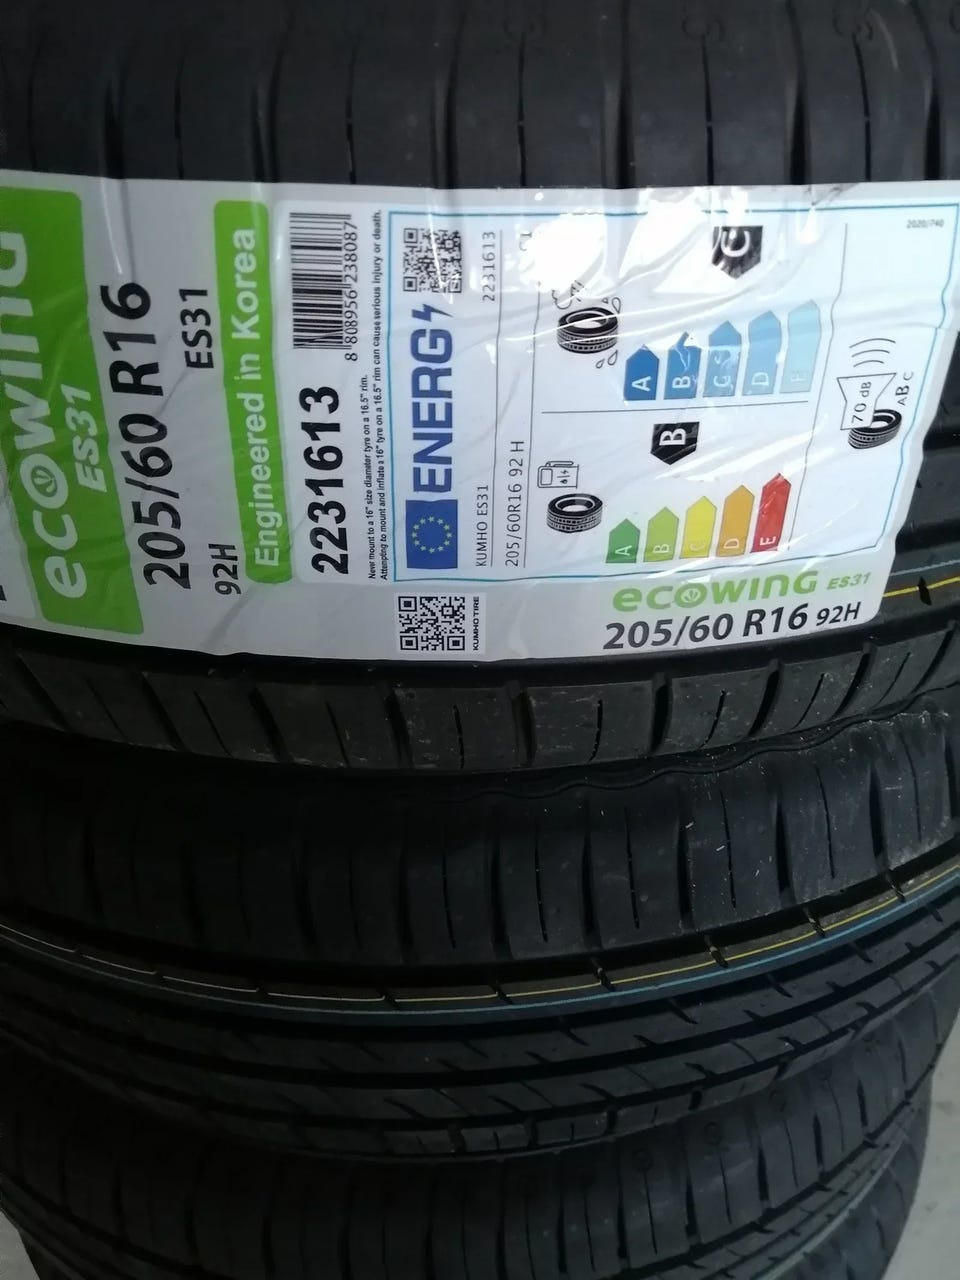 ecowing
ES31
205/60 R16
92H
ES31
Engineered in Korea
8 808956 238087
2231613
Never mount to a 16" size diameter tyre on a 16.5" rim.
Attempting to mount and inflate a 16" tyre on a 16.5" rim can cause serious injury or death.
ENERG
KUMHO ES31
2231613
205/60R16 92 H
C1
C
A
B
C
D
E
B
A
B
C
D
E
70 dB
ABC
2020/740
KUMHO TIRE
ecowing ES31
205/60 R16 92H